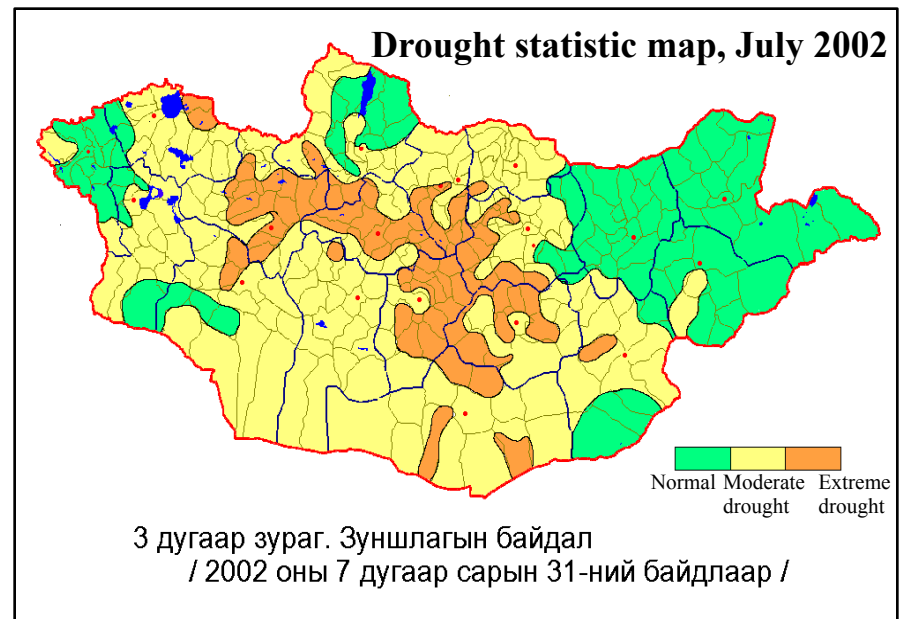 Drought statistic map, July 2002
Normal Moderate drought Extreme drought
3 дугаар зураг. Зуншлагын байдал
/ 2002 оны 7 дугаар сарын 31-ний байдлаар /